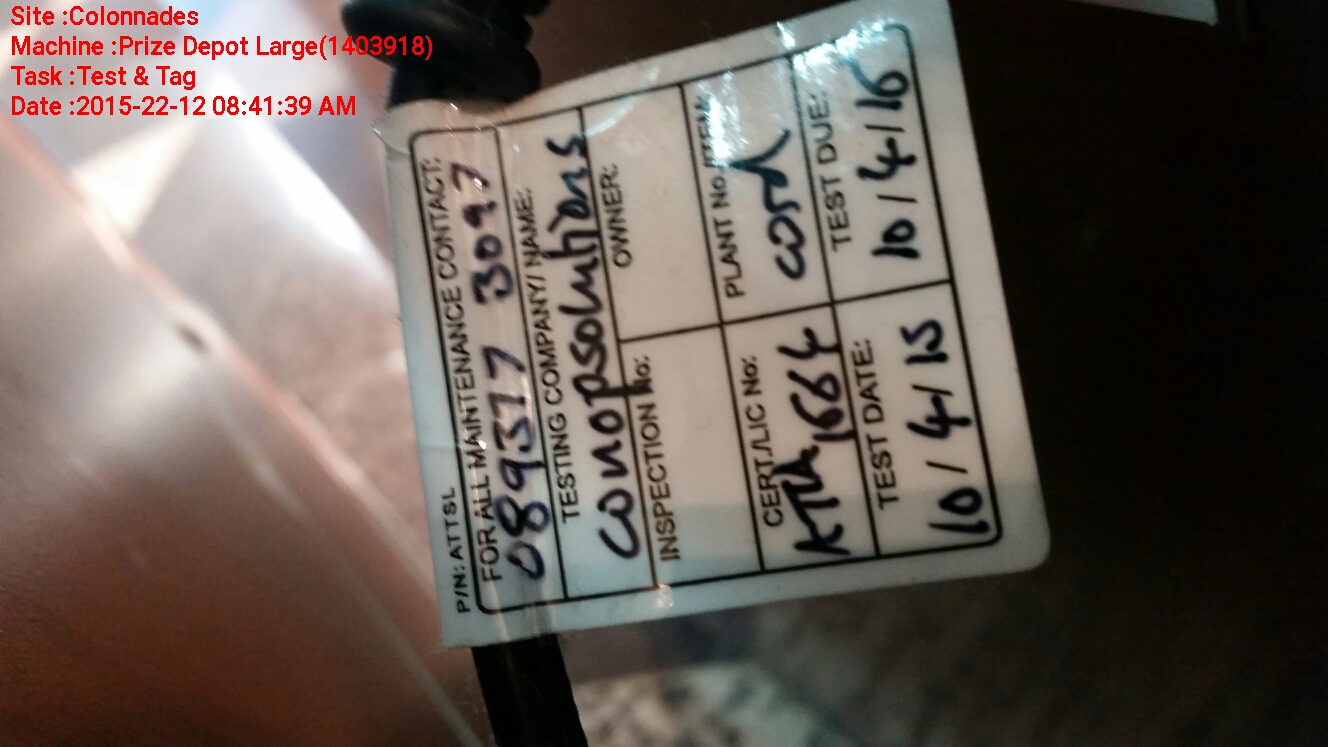 Site :Colonnades
Machine :Prize Depot Large(1403918)
Task :Test & Tag
Date :2015-22-12 08:41:39 AM
P/N: ATTSL
FOR ALL MAINTENANCE CONTACT:
089377 3097
TESTING COMPANY/ NAME:
conopsolutions
INSPECTION No:
OWNER:
CERT./LIC No:
PLANT No./ITEM:
1664
cord
TEST DATE:
TEST DUE:
10/4/15
10/4/16